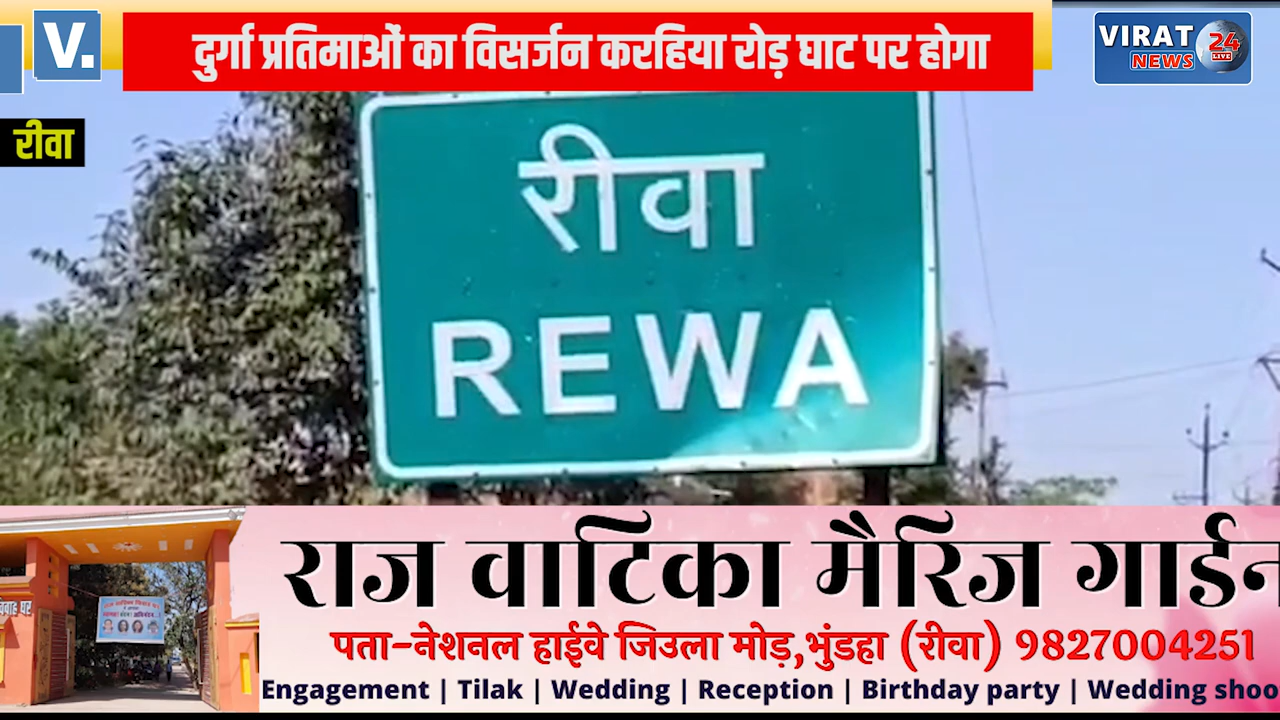 V.
दुर्गा प्रतिमाओं का विसर्जन करहिया रोड़ घाट पर होगा
VIRAT
NEWS
24
LIVE
रीवा
रीवा
REWA
राज वाटिका मैरिज गार्डन
पता-नेशनल हाईवे जिउला मोड़,भुंडहा (रीवा) 9827004251
Engagement | Tilak | Wedding | Reception | Birthday party | Wedding shoo